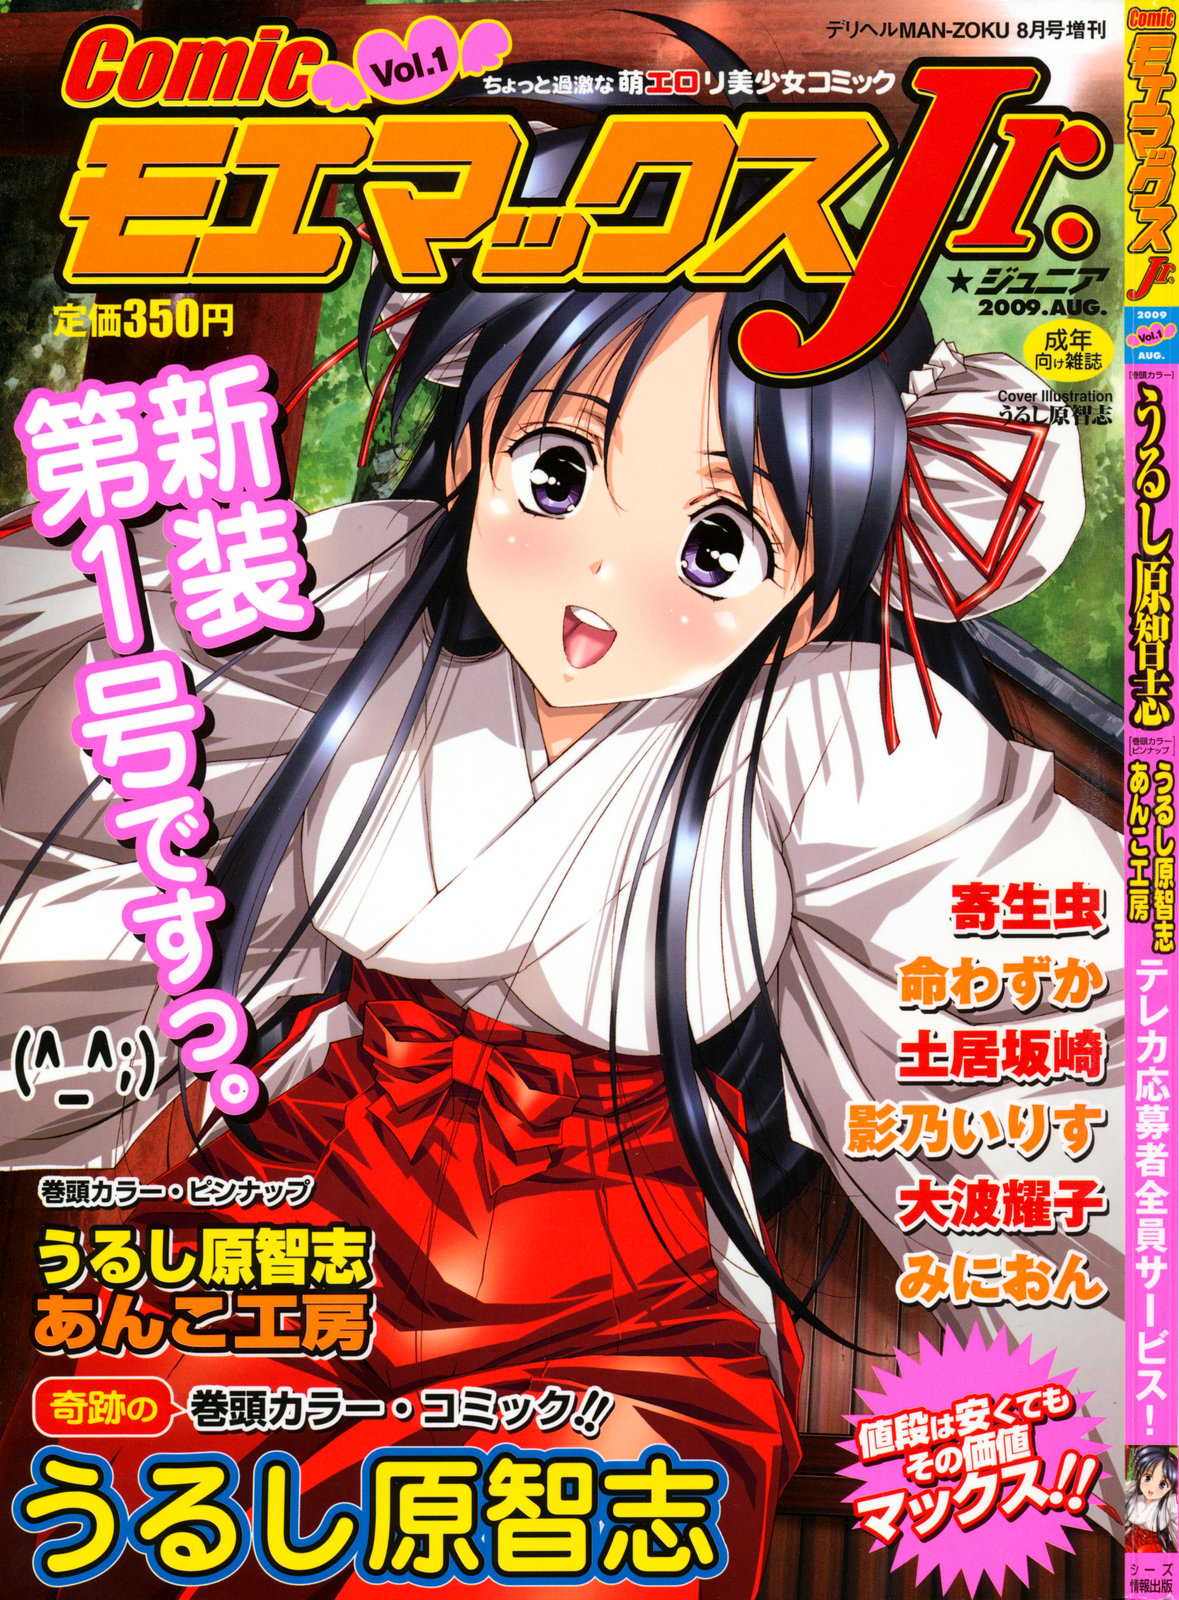 デリヘルMAN-ZOKU 8月号増刊
Comic
Vol.1
ちょっと過激な萌エロリ美少女コミック
モエマックスJr.
★ジュニア
2009.AUG.
定価350円
成年
向け雑誌
Cover Illustration
うるし原智志
新装
第1号ですっ。
(^_^;)
寄生虫
命わずか
土居坂崎
影乃いりす
大波耀子
みにおん
巻頭カラー・ピンナップ
うるし原智志
あんこ工房
奇跡の
巻頭カラー・コミック!!
うるし原智志
値段は安くても
その価値
マックス!!
Comic
モエマックス
Jr.
2009
Vol.1
AUG.
[巻頭カラー]
うるし原智志
[巻頭カラー
ピンナップ]
うるし原智志
あんこ工房
テレカ応募者全員サービス!
シーズ
情報出版